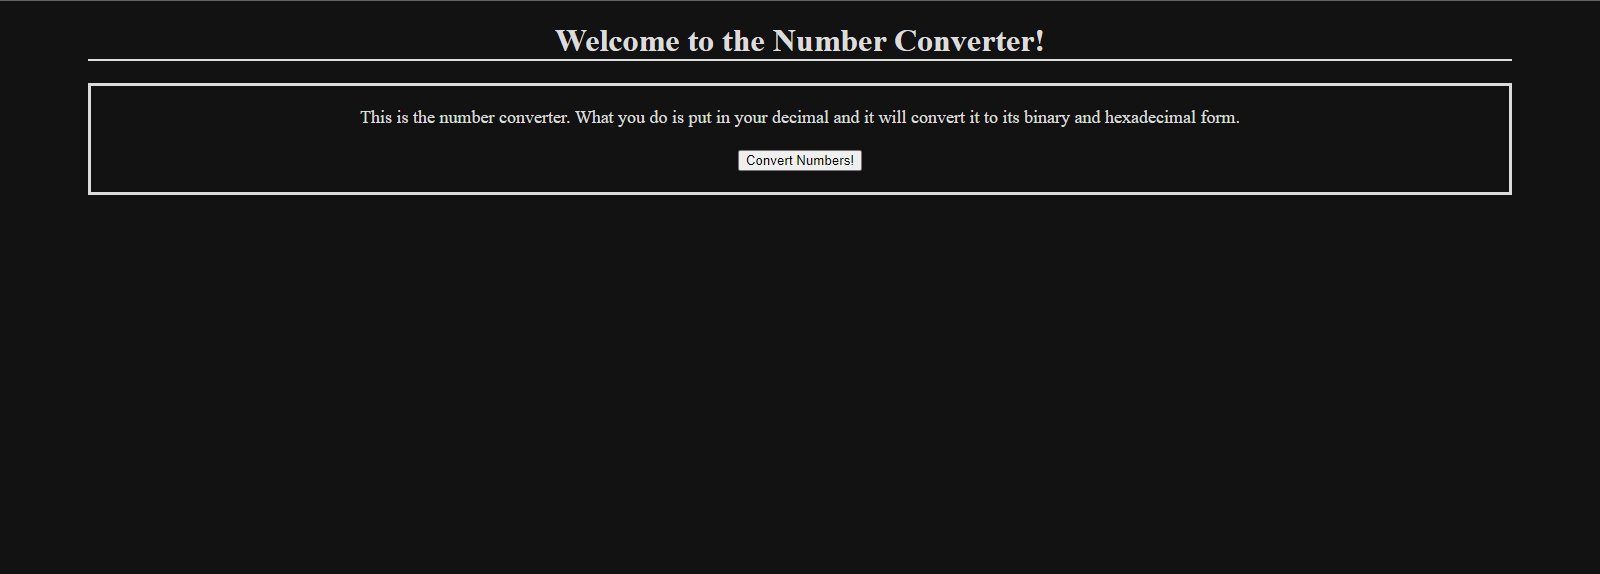 Welcome to the Number Converter!
This is the number converter. What you do is put in your decimal and it will convert it to its binary and hexadecimal form.
Convert Numbers!